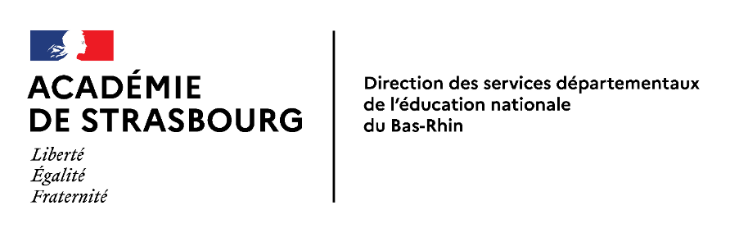 ACADÉMIE
DE STRASBOURG
Liberté
Égalité
Fraternité
Direction des services départementaux
de l'éducation nationale
du Bas-Rhin